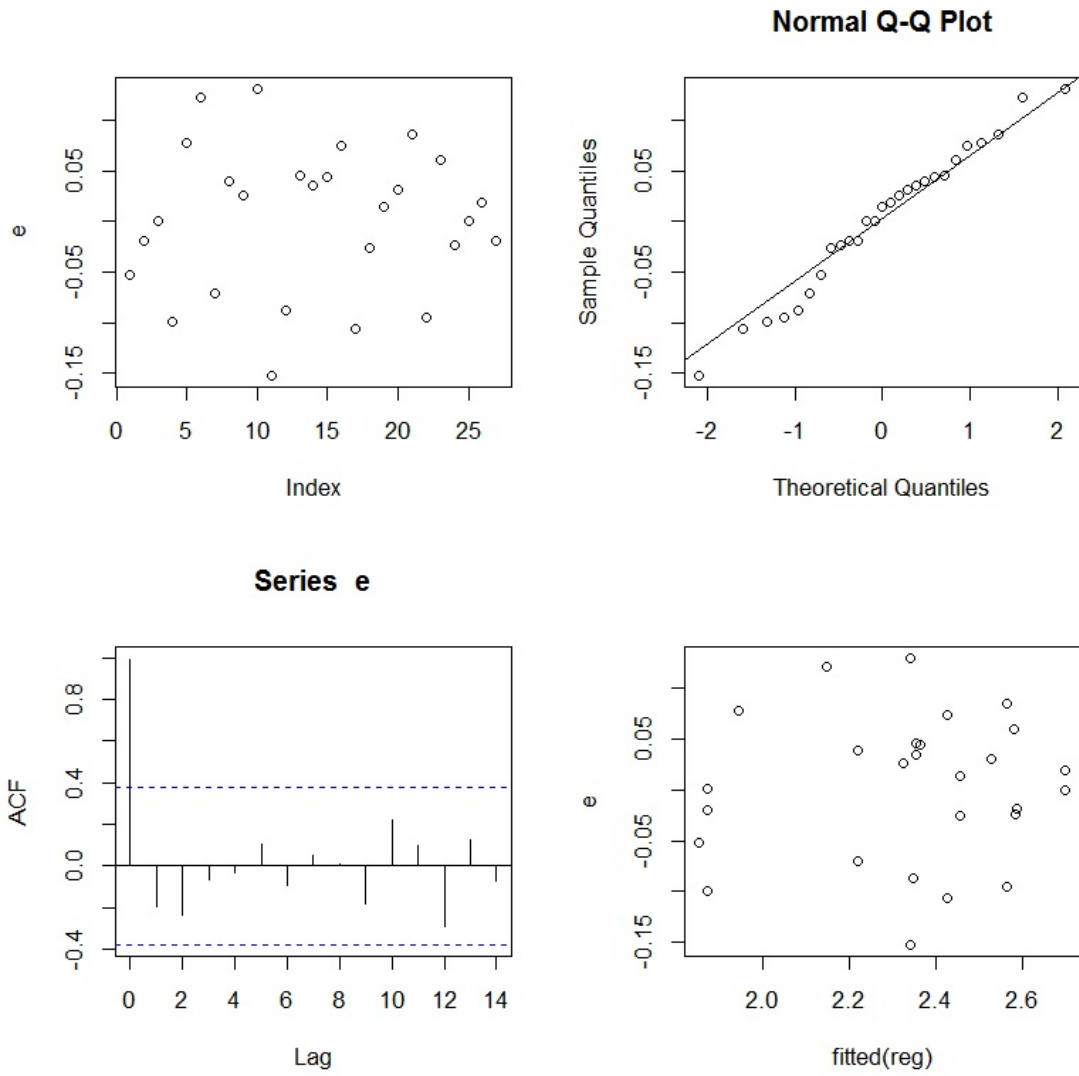 Normal Q-Q Plot
e
0.05
-0.05
-0.15
0 5 10 15 20 25
Index
Sample Quantiles
0.05
-0.05
-0.15
-2 -1 0 1 2
Theoretical Quantiles
Series e
ACF
0.8
0.4
0.0
-0.4
0 2 4 6 8 10 12 14
Lag
e
0.05
-0.05
-0.15
2.0 2.2 2.4 2.6
fitted(reg)